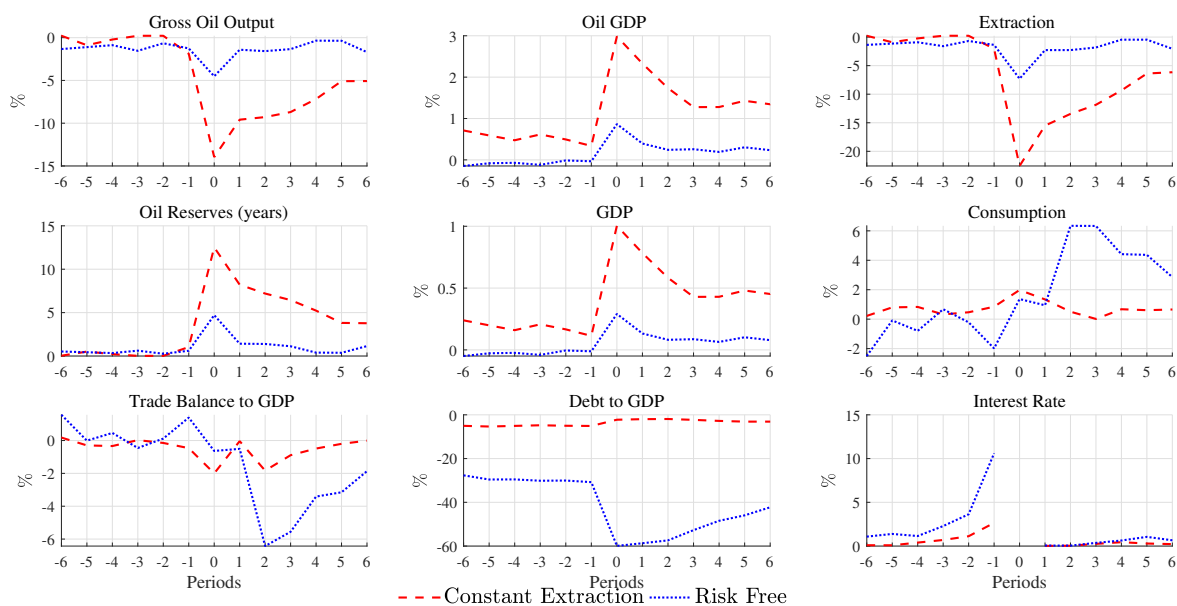 Gross Oil Output
Oil GDP
Extraction
%
0
-5
-10
-15
-6 -5 -4 -3 -2 -1 0 1 2 3 4 5 6
%
3
2
1
0
-6 -5 -4 -3 -2 -1 0 1 2 3 4 5 6
%
0
-5
-10
-15
-20
-6 -5 -4 -3 -2 -1 0 1 2 3 4 5 6
Oil Reserves (years)
GDP
Consumption
15
10
5
0
-6 -5 -4 -3 -2 -1 0 1 2 3 4 5 6
%
1
0.5
0
-6 -5 -4 -3 -2 -1 0 1 2 3 4 5 6
%
6
4
2
0
-2
-6 -5 -4 -3 -2 -1 0 1 2 3 4 5 6
Trade Balance to GDP
Debt to GDP
Interest Rate
%
0
-2
-4
-6
-6 -5 -4 -3 -2 -1 0 1 2 3 4 5 6
Periods
%
0
-20
-40
-60
-6 -5 -4 -3 -2 -1 0 1 2 3 4 5 6
Periods
%
15
10
5
0
-6 -5 -4 -3 -2 -1 0 1 2 3 4 5 6
Periods
Constant Extraction Risk Free